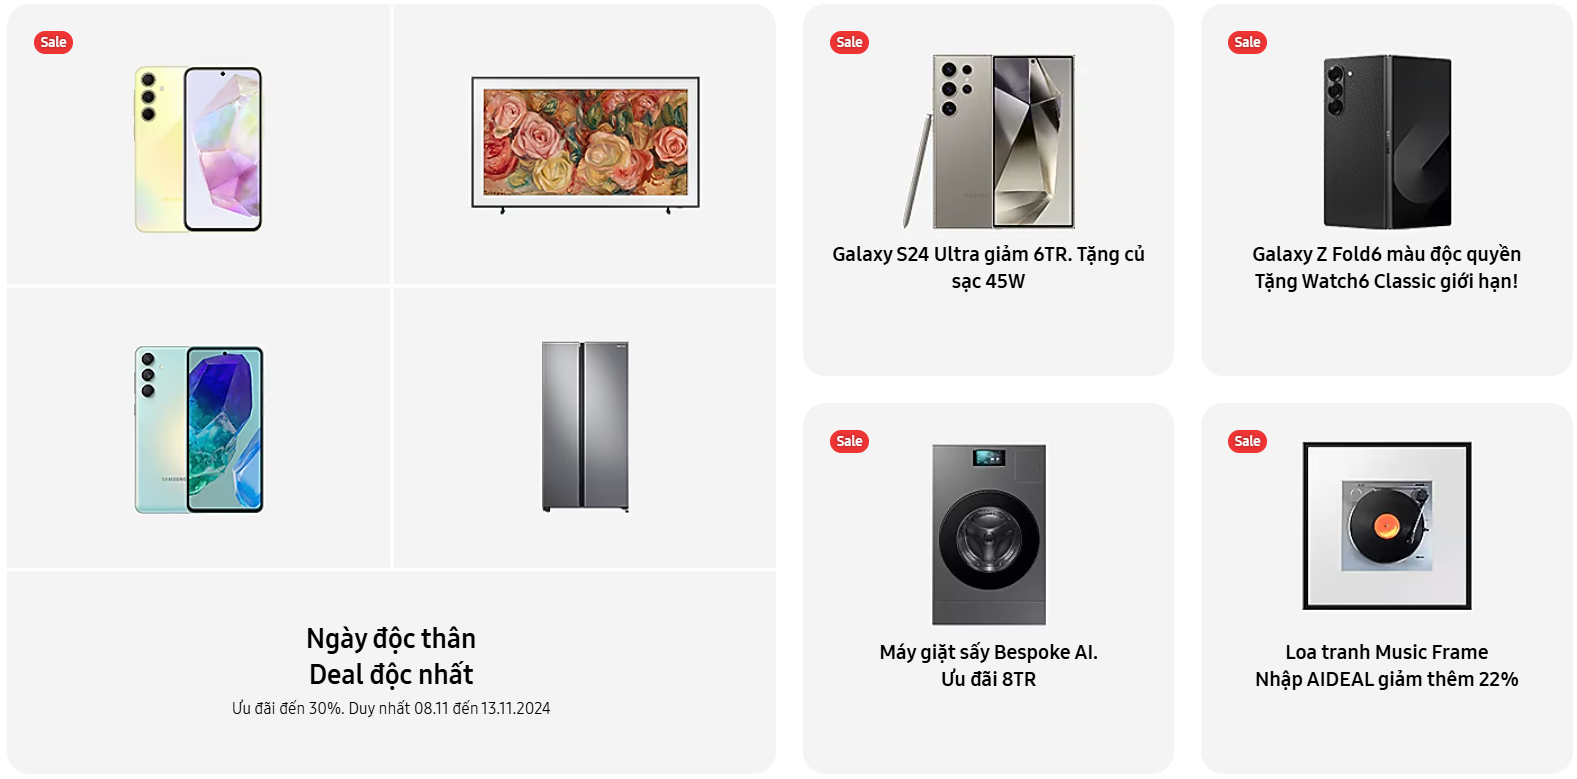 Sale
SAMSUNG
Ngày độc thân
Deal độc nhất
Ưu đãi đến 30%. Duy nhất 08.11 đến 13.11.2024
Sale
Galaxy S24 Ultra giảm 6TR. Tặng củ
sạc 45W
Sale
Galaxy Z Fold6 màu độc quyền
Tặng Watch6 Classic giới hạn!
Sale
Máy giặt sấy Bespoke AI.
Ưu đãi 8TR
Sale
Loa tranh Music Frame
Nhập AIDEAL giảm thêm 22%